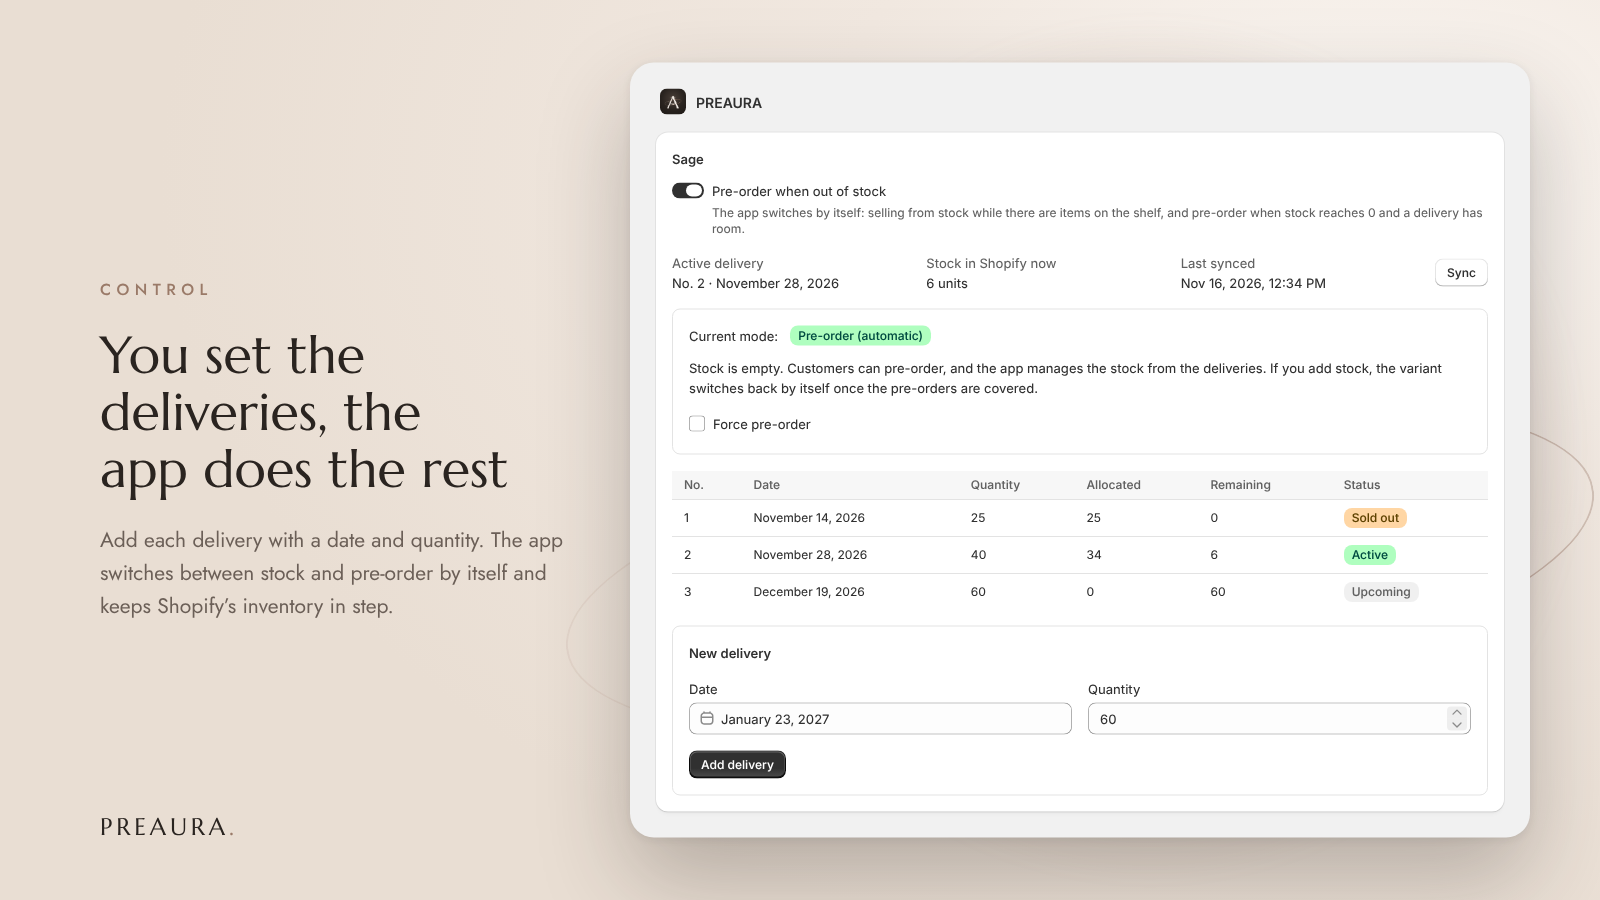 CONTROL
You set the
deliveries, the
app does the rest
Add each delivery with a date and quantity. The app
switches between stock and pre-order by itself and
keeps Shopify’s inventory in step.
PREAURA.
A PREAURA
Sage
Pre-order when out of stock
The app switches by itself: selling from stock while there are items on the shelf, and pre-order when stock reaches 0 and a delivery has
room.
Active delivery Stock in Shopify now Last synced
No. 2 · November 28, 2026 6 units Nov 16, 2026, 12:34 PM Sync
Current mode: Pre-order (automatic)
Stock is empty. Customers can pre-order, and the app manages the stock from the deliveries. If you add stock, the variant
switches back by itself once the pre-orders are covered.
Force pre-order
No. Date Quantity Allocated Remaining Status
1 November 14, 2026 25 25 0 Sold out
2 November 28, 2026 40 34 6 Active
3 December 19, 2026 60 0 60 Upcoming
New delivery
Date Quantity
January 23, 2027 60
Add delivery